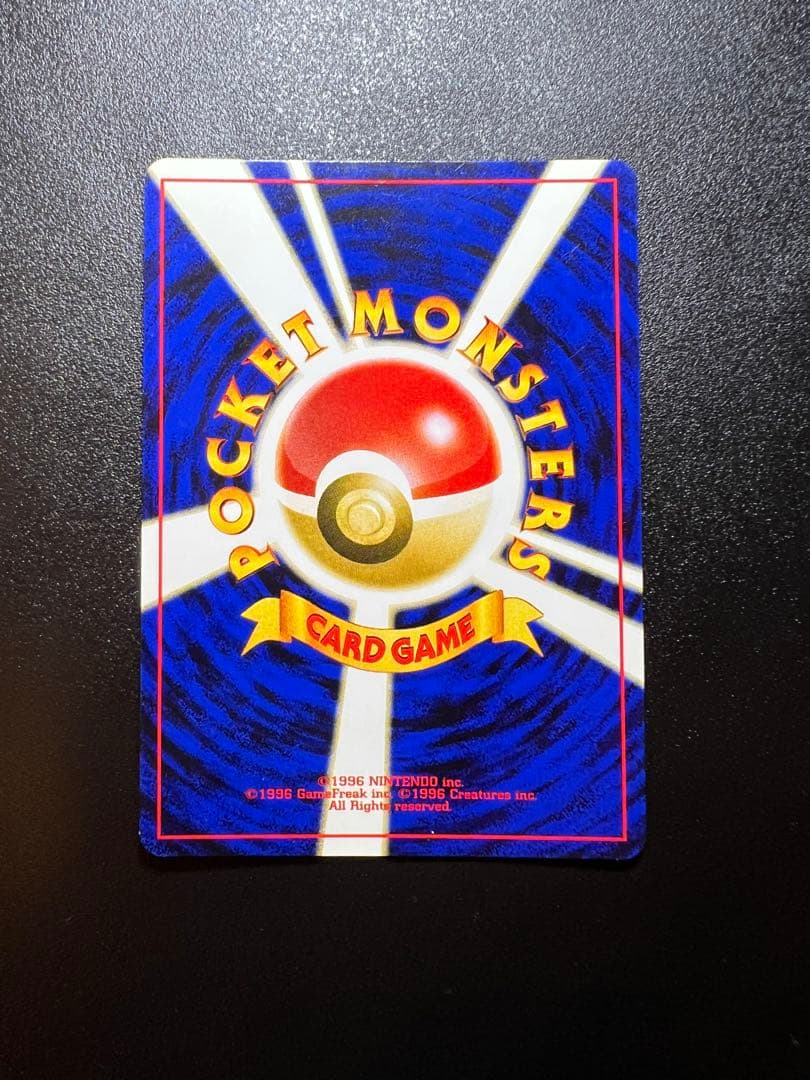 POCKET MONSTERS
CARD GAME
©1996 NINTENDO inc.
©1996 GameFreak inc. ©1996 Creatures inc.
All Rights reserved.